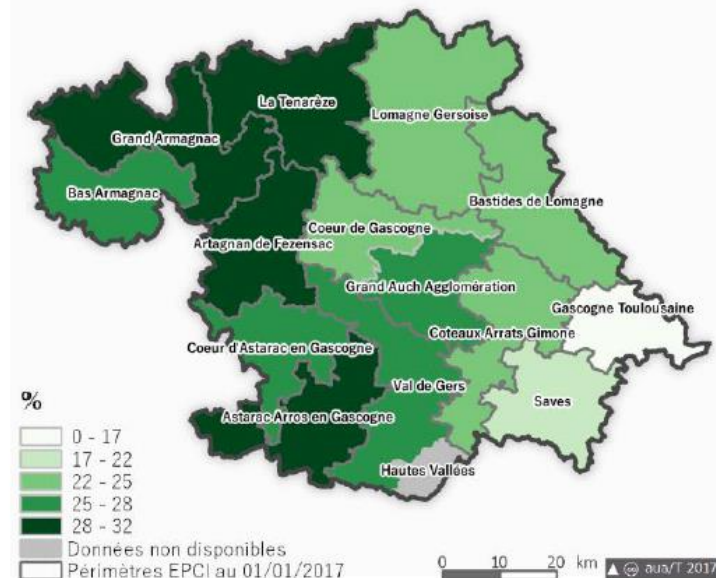 La Tenarèze
Lomagne Gersoise
Grand Armagnac
Bas Armagnac
Bastides de Lomagne
Coeur de Gascogne
Artagnan de Fezensac
Grand Auch Agglomération
Gascogne Toulousaine
Coteaux Arrats Gimone
Coeur d'Astarac en Gascogne
Val de Gers
Saves
Astarac Arros en Gascogne
Hautes Vallées
%
0 - 17
17 - 22
22 - 25
25 - 28
28 - 32
Données non disponibles
Périmètres EPCI au 01/01/2017
0 10 20 km
aua/T 2017